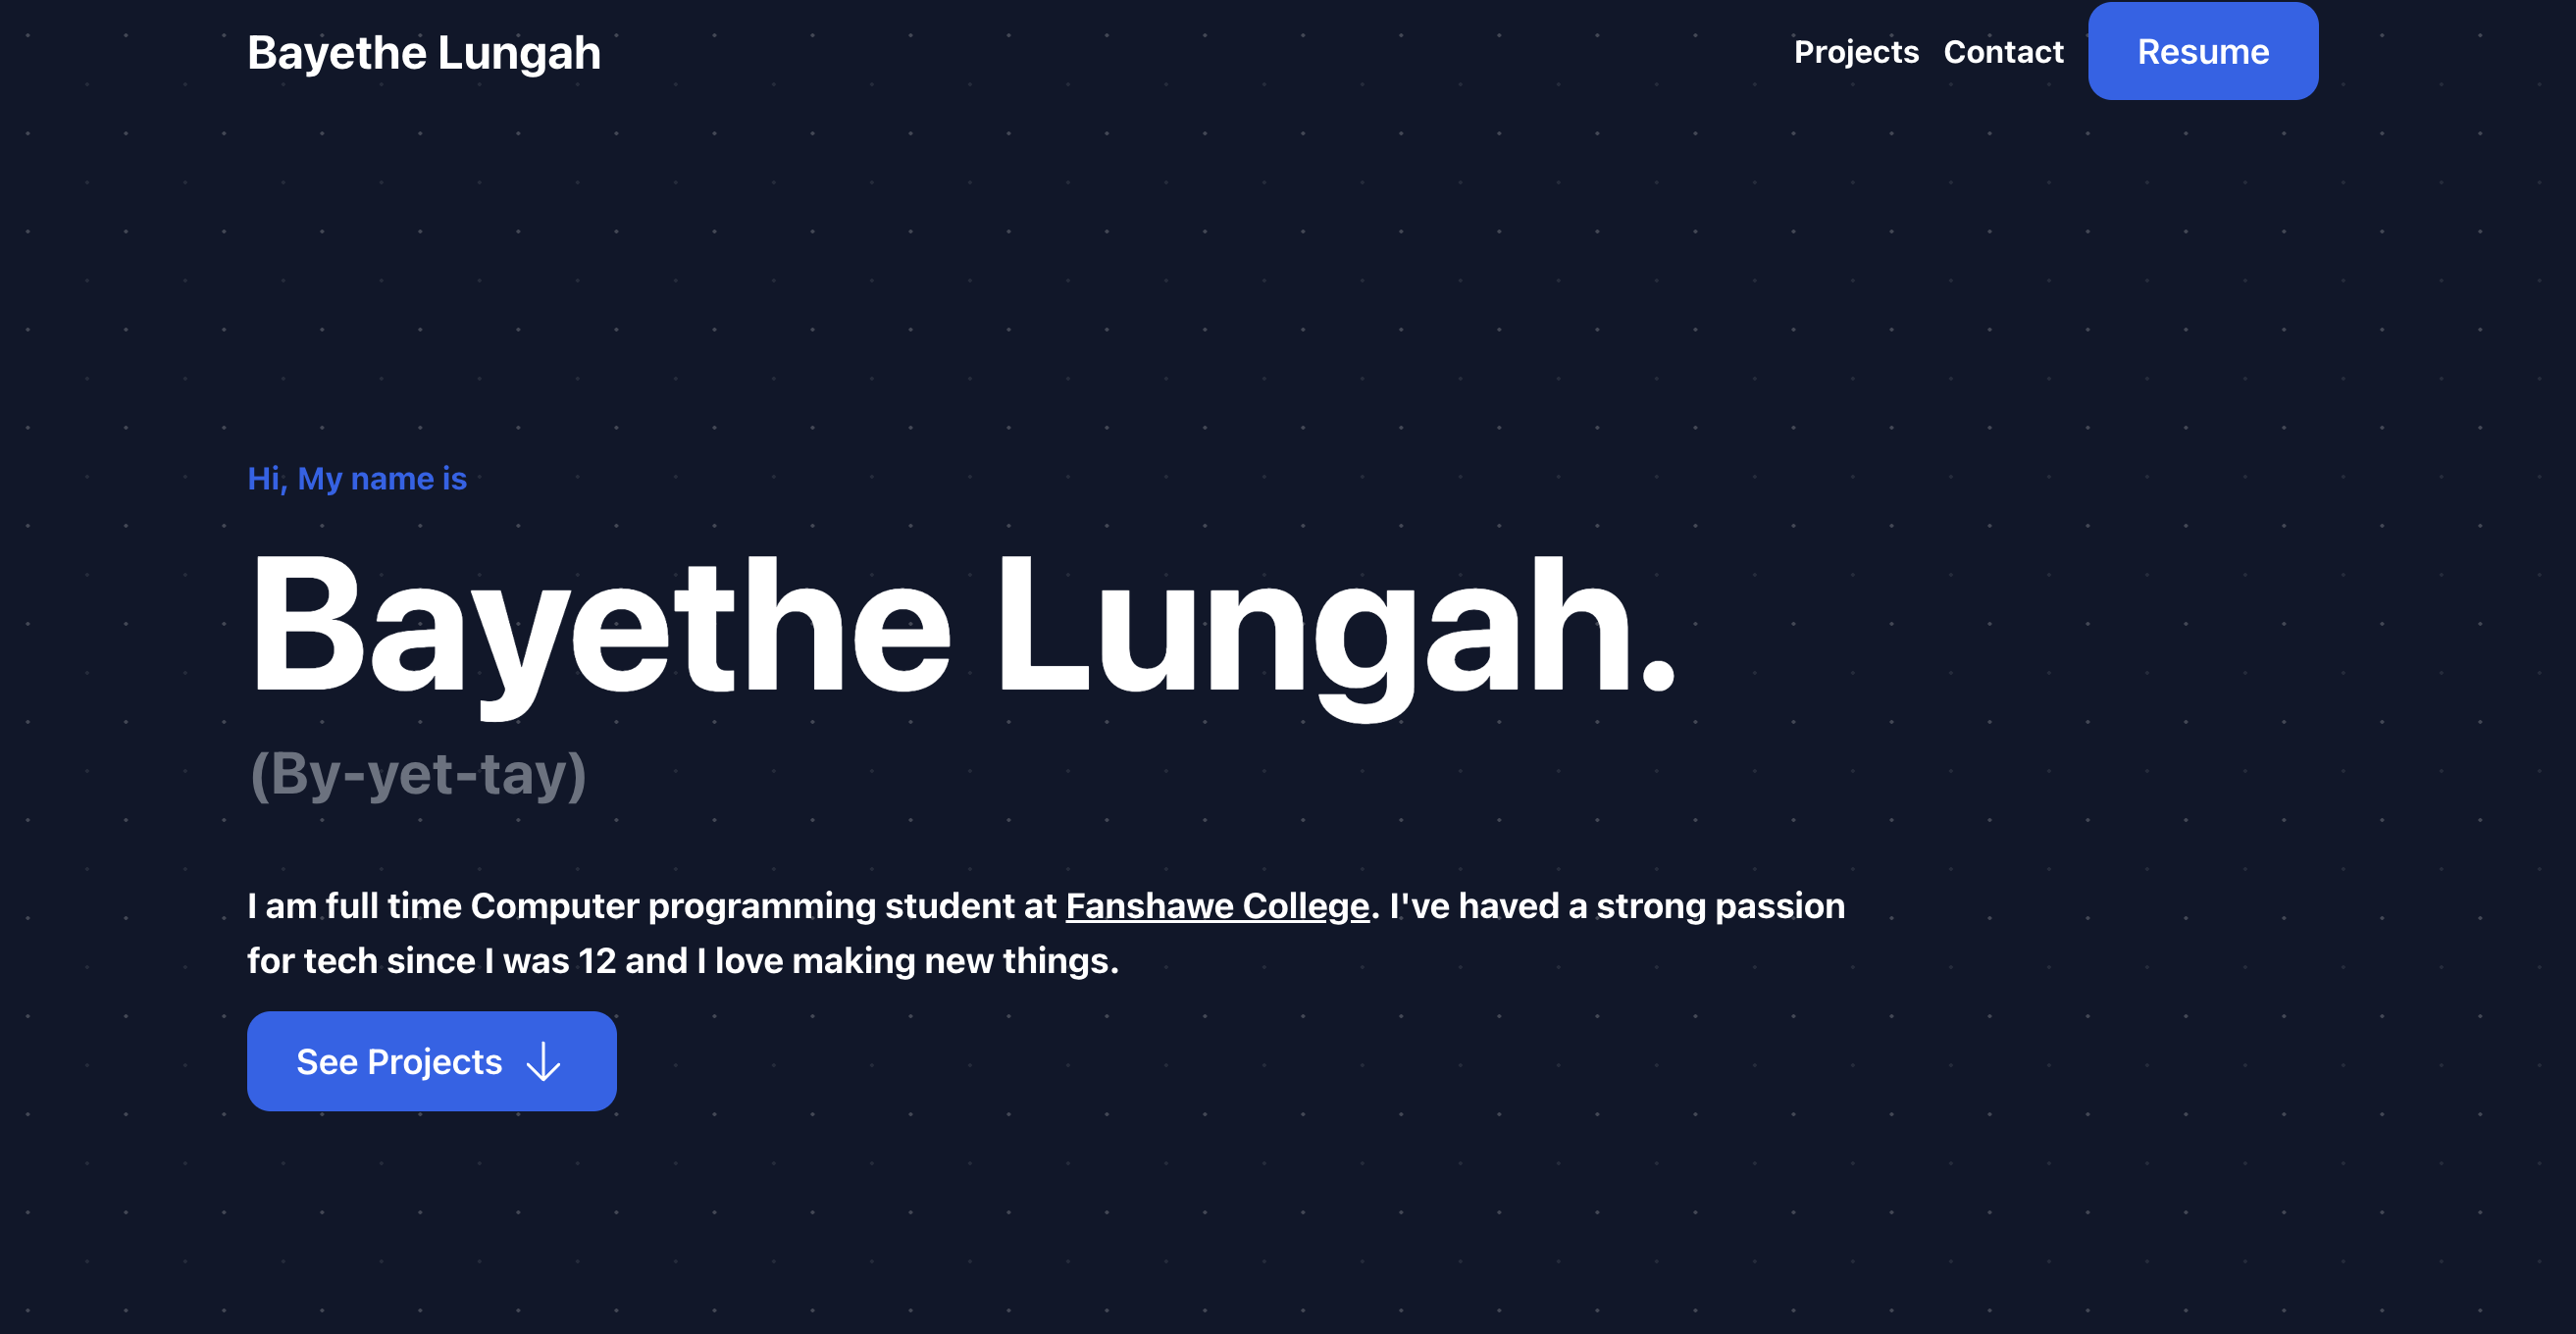 Bayethe Lungah
Projects Contact Resume
Hi, My name is
Bayethe Lungah.
(By-yet-tay)
I am full time Computer programming student at Fanshawe College. I've haved a strong passion
for tech since I was 12 and I love making new things.
See Projects